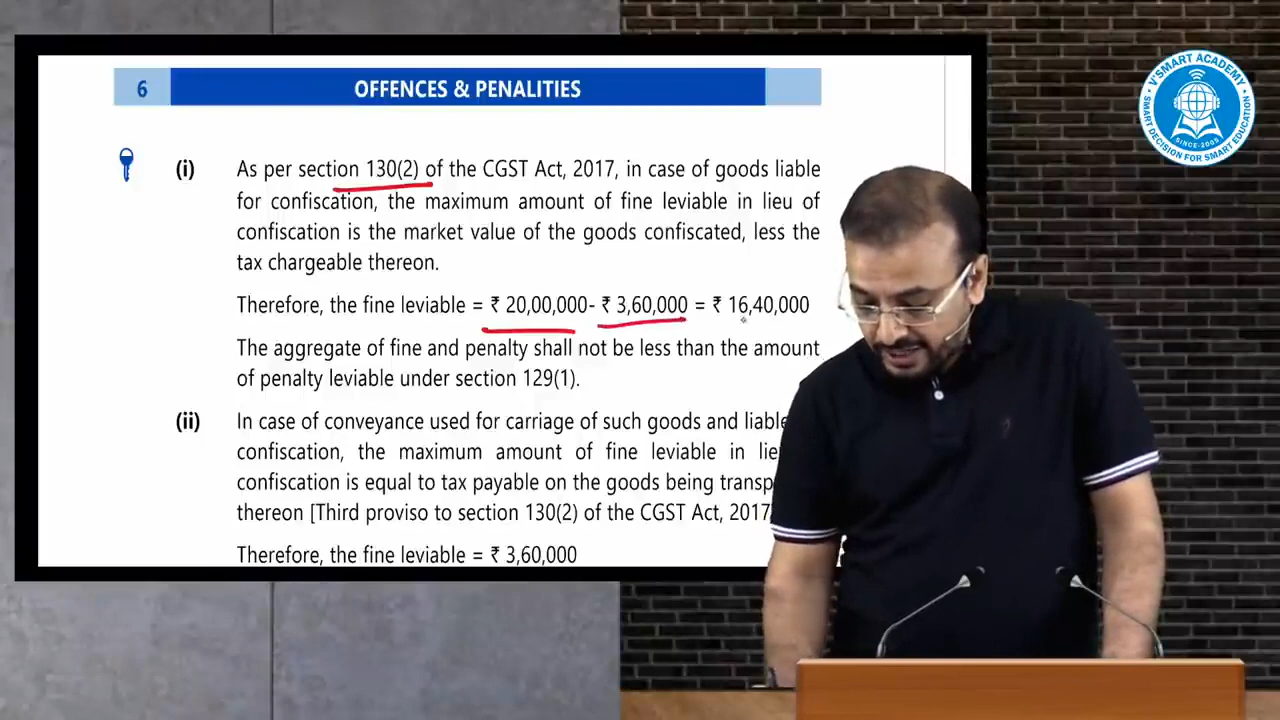 6
OFFENCES & PENALITIES
(i) As per section 130(2) of the CGST Act, 2017, in case of goods liable
for confiscation, the maximum amount of fine leviable in lieu of
confiscation is the market value of the goods confiscated, less the
tax chargeable thereon.
Therefore, the fine leviable = ₹ 20,00,000- ₹ 3,60,000 = ₹ 16,40,000
The aggregate of fine and penalty shall not be less than the amount
of penalty leviable under section 129(1).
(ii) In case of conveyance used for carriage of such goods and liable
confiscation, the maximum amount of fine leviable in
confiscation is equal to tax payable on the goods being
thereon [Third proviso to section 130(2) of the CGST Act, 2017
Therefore, the fine leviable = ₹ 3,60,000
V'SMART ACADEMY
SINCE-2005
SMART DECISION FOR SMART EDUCATION